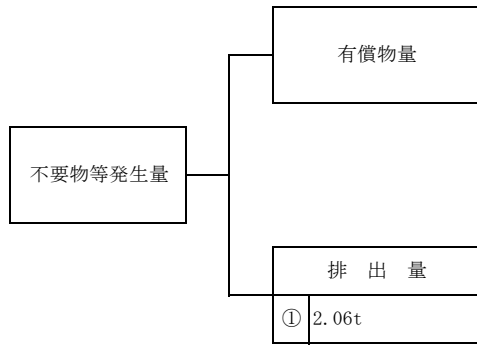 有償物量
不要物等発生量
排 出 量
① 2.06t